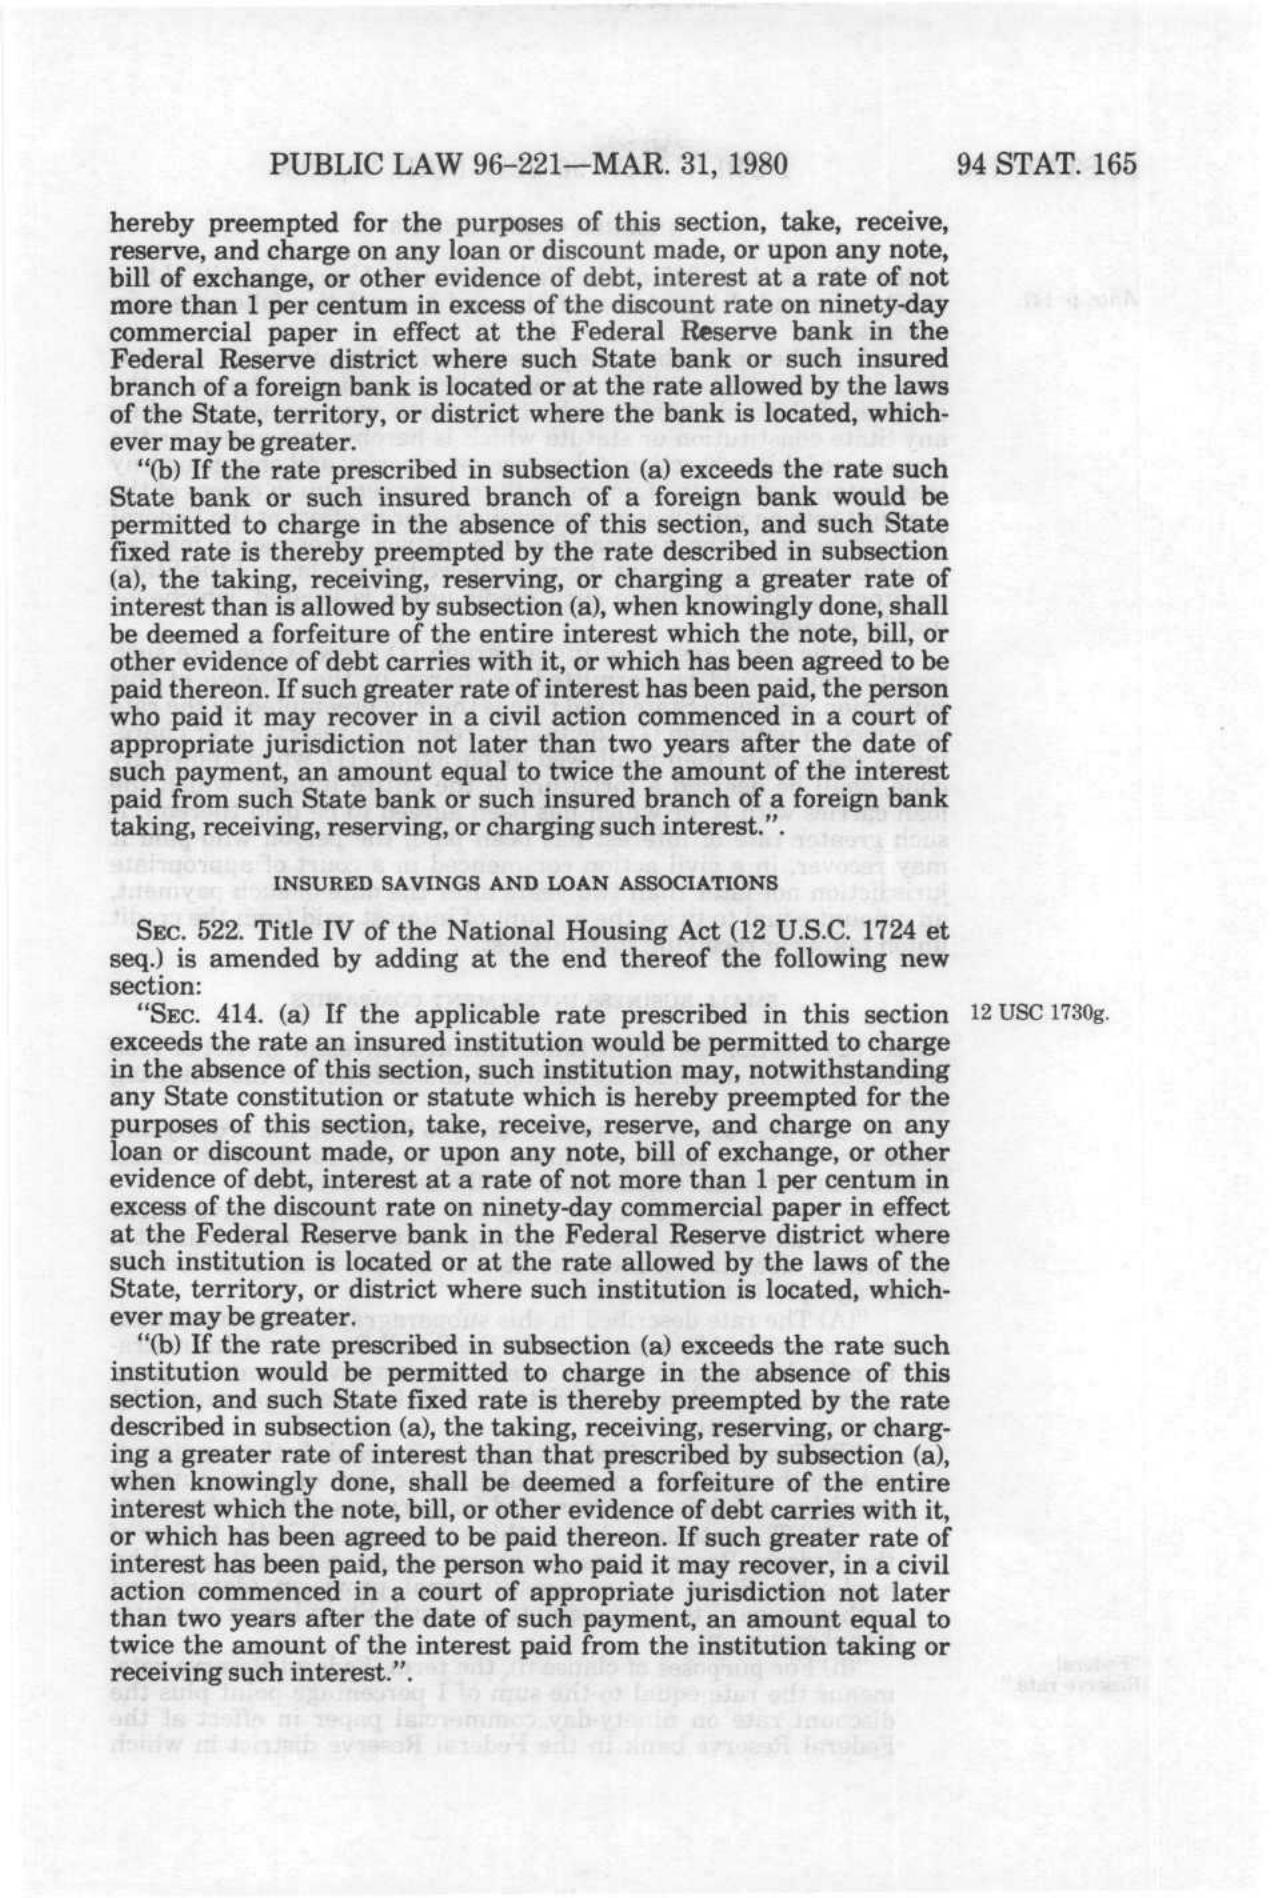 PUBLIC LAW 96–221—MAR. 31, 1980 94 STAT. 165
hereby preempted for the purposes of this section, take, receive,
reserve, and charge on any loan or discount made, or upon any note,
bill of exchange, or other evidence of debt, interest at a rate of not
more than 1 per centum in excess of the discount rate on ninety-day
commercial paper in effect at the Federal Reserve bank in the
Federal Reserve district where such State bank or such insured
branch of a foreign bank is located or at the rate allowed by the laws
of the State, territory, or district where the bank is located, which-
ever may be greater.
"(b) If the rate prescribed in subsection (a) exceeds the rate such
State bank or such insured branch of a foreign bank would be
permitted to charge in the absence of this section, and such State
fixed rate is thereby preempted by the rate described in subsection
(a), the taking, receiving, reserving, or charging a greater rate of
interest than is allowed by subsection (a), when knowingly done, shall
be deemed a forfeiture of the entire interest which the note, bill, or
other evidence of debt carries with it, or which has been agreed to be
paid thereon. If such greater rate of interest has been paid, the person
who paid it may recover in a civil action commenced in a court of
appropriate jurisdiction not later than two years after the date of
such payment, an amount equal to twice the amount of the interest
paid from such State bank or such insured branch of a foreign bank
taking, receiving, reserving, or charging such interest.".
INSURED SAVINGS AND LOAN ASSOCIATIONS
SEC. 522. Title IV of the National Housing Act (12 U.S.C. 1724 et
seq.) is amended by adding at the end thereof the following new
section:
"SEC. 414. (a) If the applicable rate prescribed in this section 12 USC 1730g.
exceeds the rate an insured institution would be permitted to charge
in the absence of this section, such institution may, notwithstanding
any State constitution or statute which is hereby preempted for the
purposes of this section, take, receive, reserve, and charge on any
loan or discount made, or upon any note, bill of exchange, or other
evidence of debt, interest at a rate of not more than 1 per centum in
excess of the discount rate on ninety-day commercial paper in effect
at the Federal Reserve bank in the Federal Reserve district where
such institution is located or at the rate allowed by the laws of the
State, territory, or district where such institution is located, which-
ever may be greater.
"(b) If the rate prescribed in subsection (a) exceeds the rate such
institution would be permitted to charge in the absence of this
section, and such State fixed rate is thereby preempted by the rate
described in subsection (a), the taking, receiving, reserving, or charg-
ing a greater rate of interest than that prescribed by subsection (a),
when knowingly done, shall be deemed a forfeiture of the entire
interest which the note, bill, or other evidence of debt carries with it,
or which has been agreed to be paid thereon. If such greater rate of
interest has been paid, the person who paid it may recover, in a civil
action commenced in a court of appropriate jurisdiction not later
than two years after the date of such payment, an amount equal to
twice the amount of the interest paid from the institution taking or
receiving such interest.".